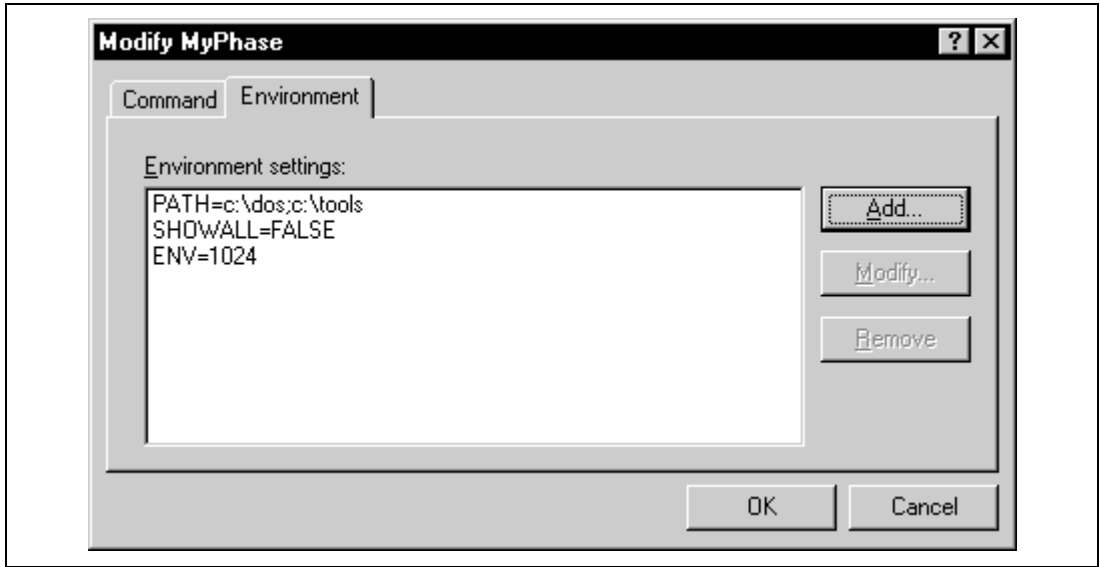 Modify MyPhase
Command Environment
Environment settings:
PATH=c:\dos;c:\tools
SHOWALL=FALSE
ENV=1024
Add...
Modify...
Remove
OK Cancel